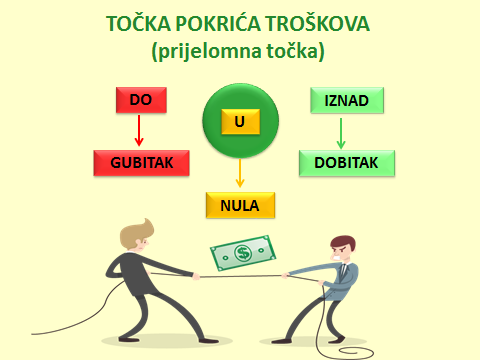 TOČKA POKRIĆA TROŠKOVA
(prijelomna točka)
DO
U
IZNAD
GUBITAK
DOBITAK
NULA
$